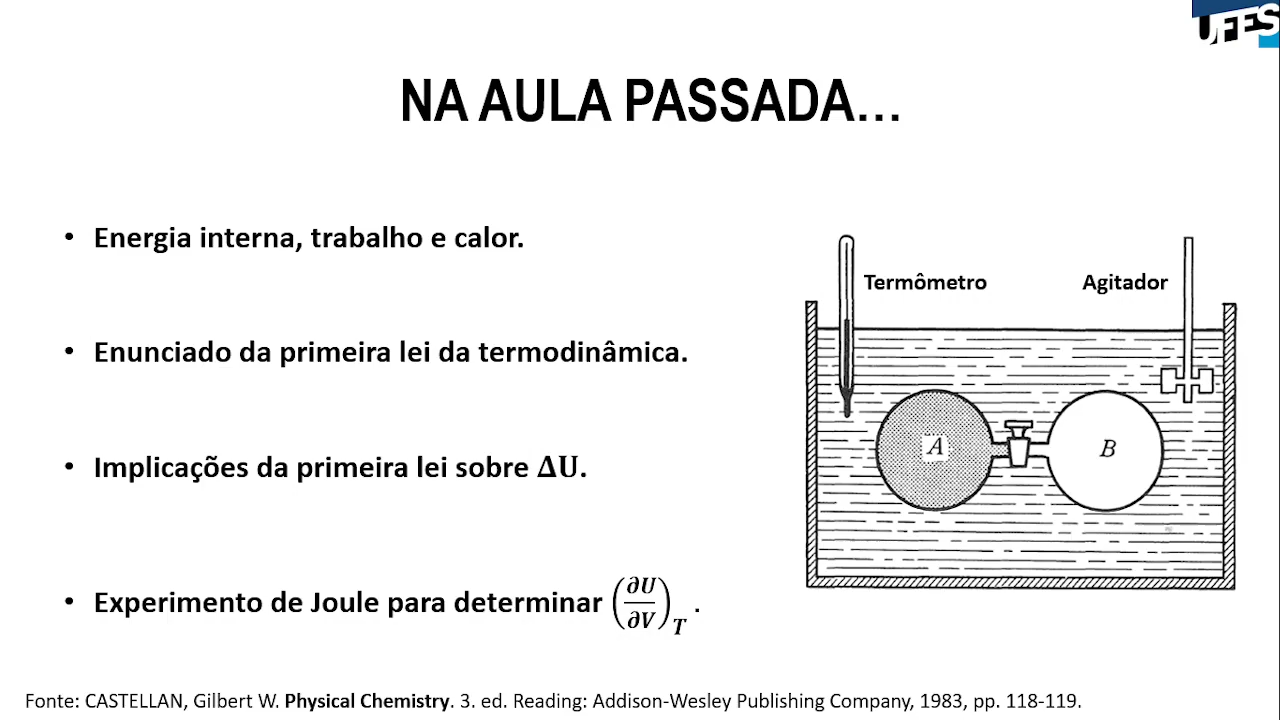 UFES
NA AULA PASSADA...
• Energia interna, trabalho e calor.
• Enunciado da primeira lei da termodinâmica.
• Implicações da primeira lei sobre ΔU.
• Experimento de Joule para determinar (∂U/∂V)_T .
Termômetro
Agitador
A
B
Fonte: CASTELLAN, Gilbert W. Physical Chemistry. 3. ed. Reading: Addison-Wesley Publishing Company, 1983, pp. 118-119.